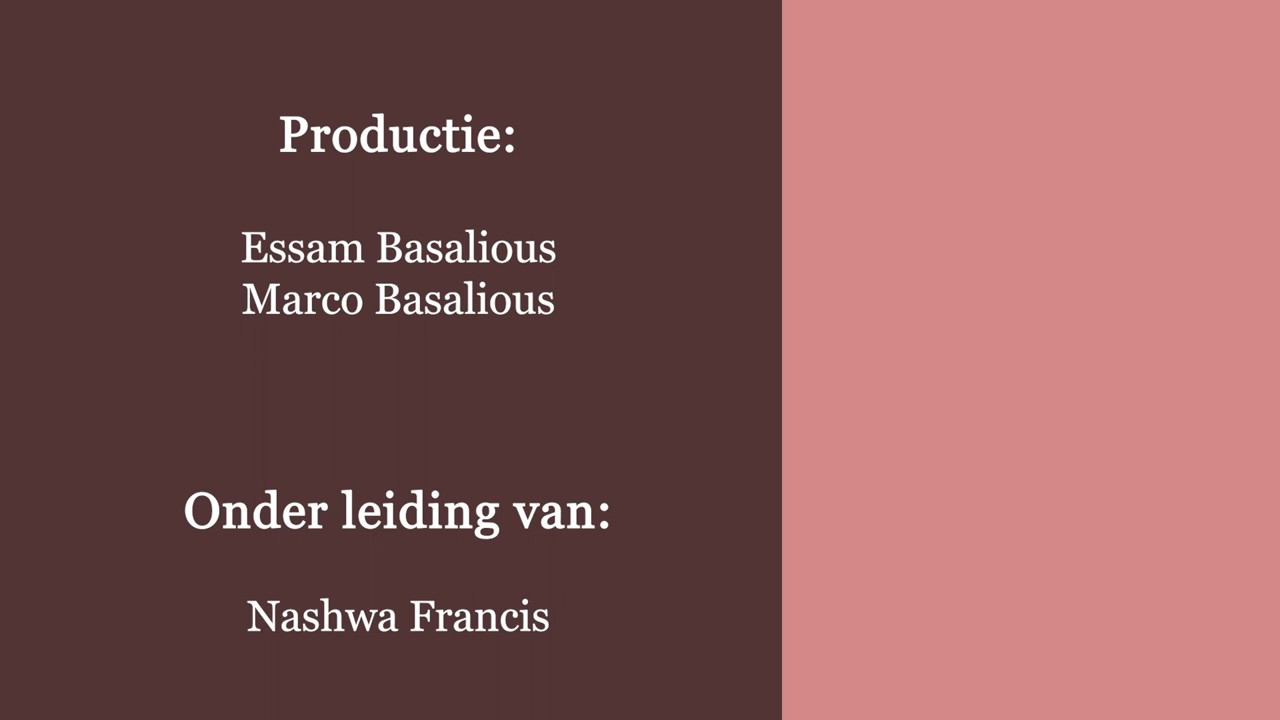 Productie:
Essam Basalious
Marco Basalious
Onder leiding van:
Nashwa Francis